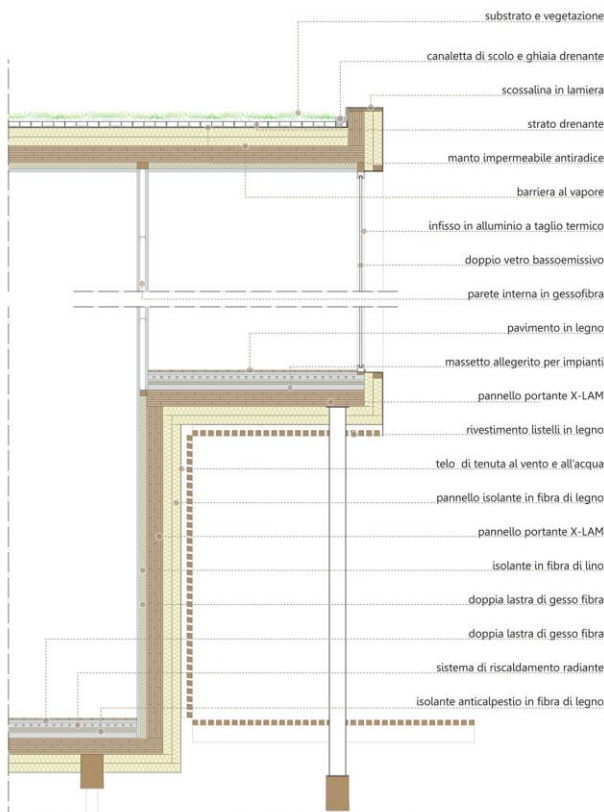 substrato e vegetazione
canaletta di scolo e ghiaia drenante
scossalina in lamiera
strato drenante
manto impermeabile antiradice
barriera al vapore
infisso in alluminio a taglio termico
doppio vetro bassoemissivo
parete interna in gessofibra
pavimento in legno
massetto allegerito per impianti
pannello portante X-LAM
rivestimento listelli in legno
telo di tenuta al vento e all'acqua
pannello isolante in fibra di legno
pannello portante X-LAM
isolante in fibra di lino
doppia lastra di gesso fibra
doppia lastra di gesso fibra
sistema di riscaldamento radiante
isolante anticalpestio in fibra di legno